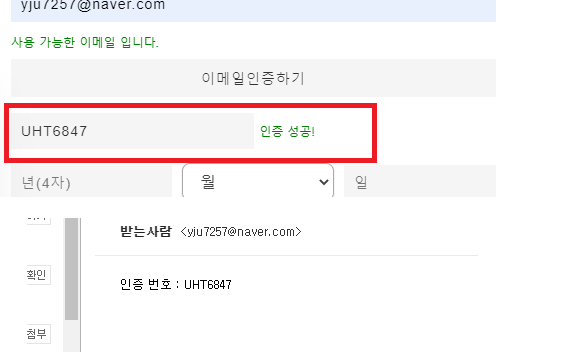 yju7257@naver.com
사용 가능한 이메일 입니다.
이메일인증하기
UHT6847 인증 성공!
년(4자) 월 일
받는사람 <yju7257@naver.com>
확인
인증 번호 : UHT6847
첨부